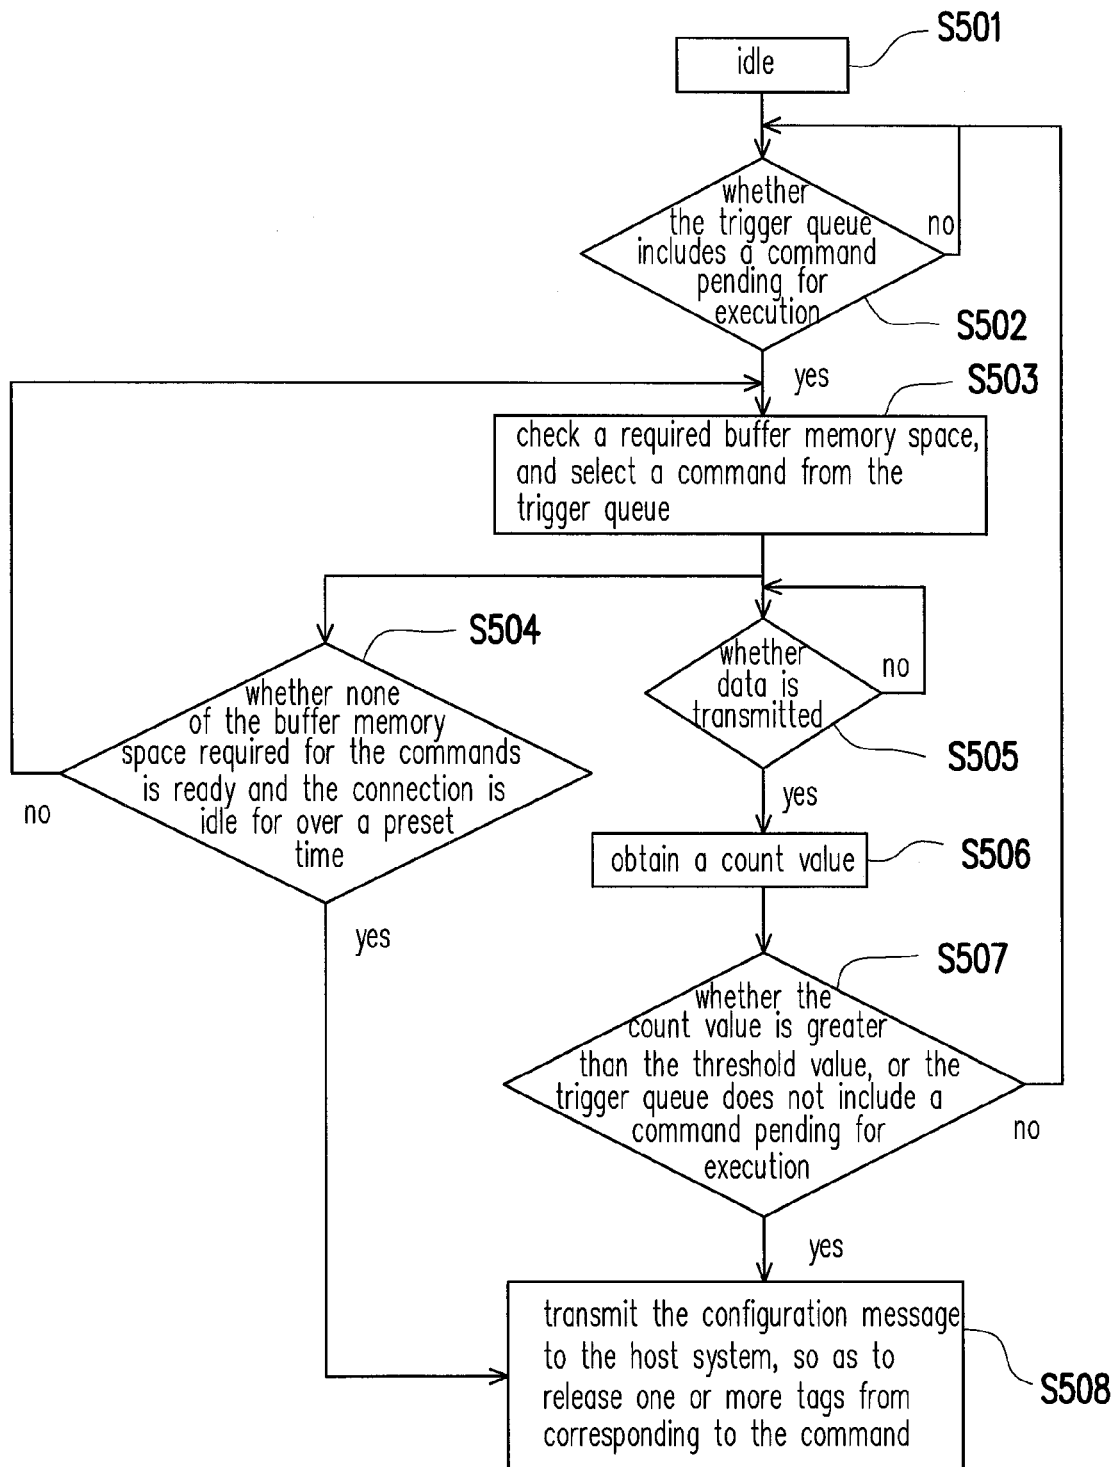 S501
idle
whether
the trigger queue
includes a command
pending for
execution
no
S502
yes
S503
check a required buffer memory space,
and select a command from the
trigger queue
S504
whether none
of the buffer memory
space required for the commands
is ready and the connection is
idle for over a preset
time
no
yes
whether
data is
transmitted
no
S505
yes
obtain a count value
S506
S507
whether the
count value is greater
than the threshold value, or the
trigger queue does not include a
command pending for
execution
no
yes
transmit the configuration message
to the host system, so as to
release one or more tags from
corresponding to the command
S508